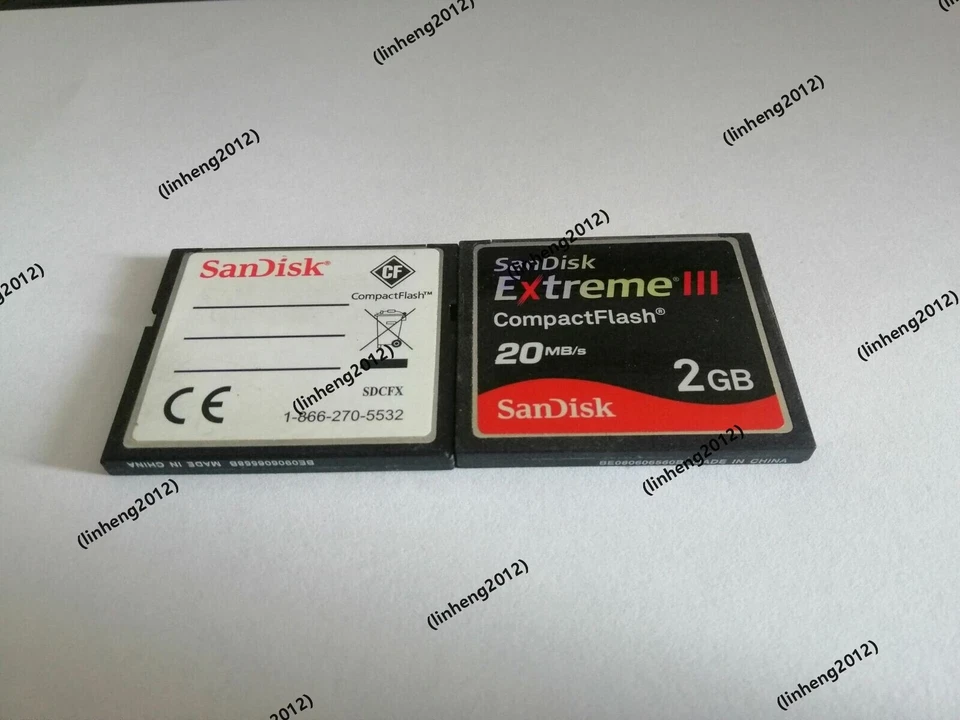 (linheng2012)
(linheng2012)
(linheng2012)
(linheng2012)
SanDisk®
CF
CompactFlash™
SDCFX
1-866-270-5532
CE
MADE IN CHINA
SanDisk
Extreme® III
CompactFlash®
20MB/s
2GB
SanDisk
MADE IN CHINA
(linheng2012)
(linheng2012)
(linheng2012)
(linheng2012)
(linheng2012)
(linheng2012)